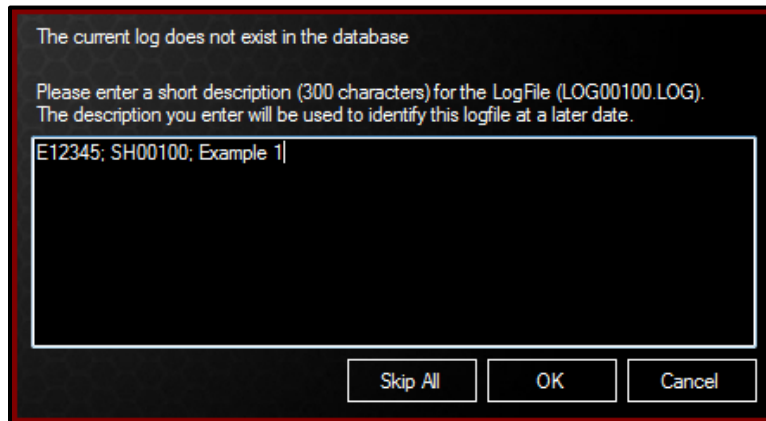 The current log does not exist in the database
Please enter a short description (300 characters) for the LogFile (LOG00100.LOG).
The description you enter will be used to identify this logfile at a later date.
E12345; SH00100; Example 1
Skip All
OK
Cancel